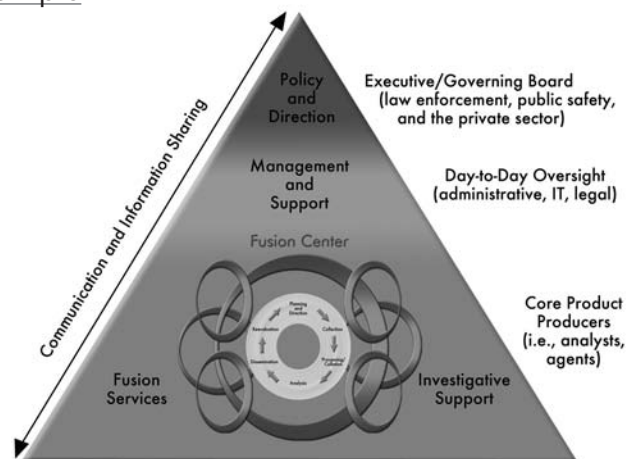 Policy
and
Direction
Executive/Governing Board
(law enforcement, public safety,
and the private sector)
Communication and Information Sharing
Management
and
Support
Day-to-Day Oversight
(administrative, IT, legal)
Fusion Center
Planning
and
Direction
Collection
Processing/
Collation
Analysis
Dissemination
Reevaluation
Core Product
Producers
(i.e., analysts,
agents)
Fusion
Services
Investigative
Support